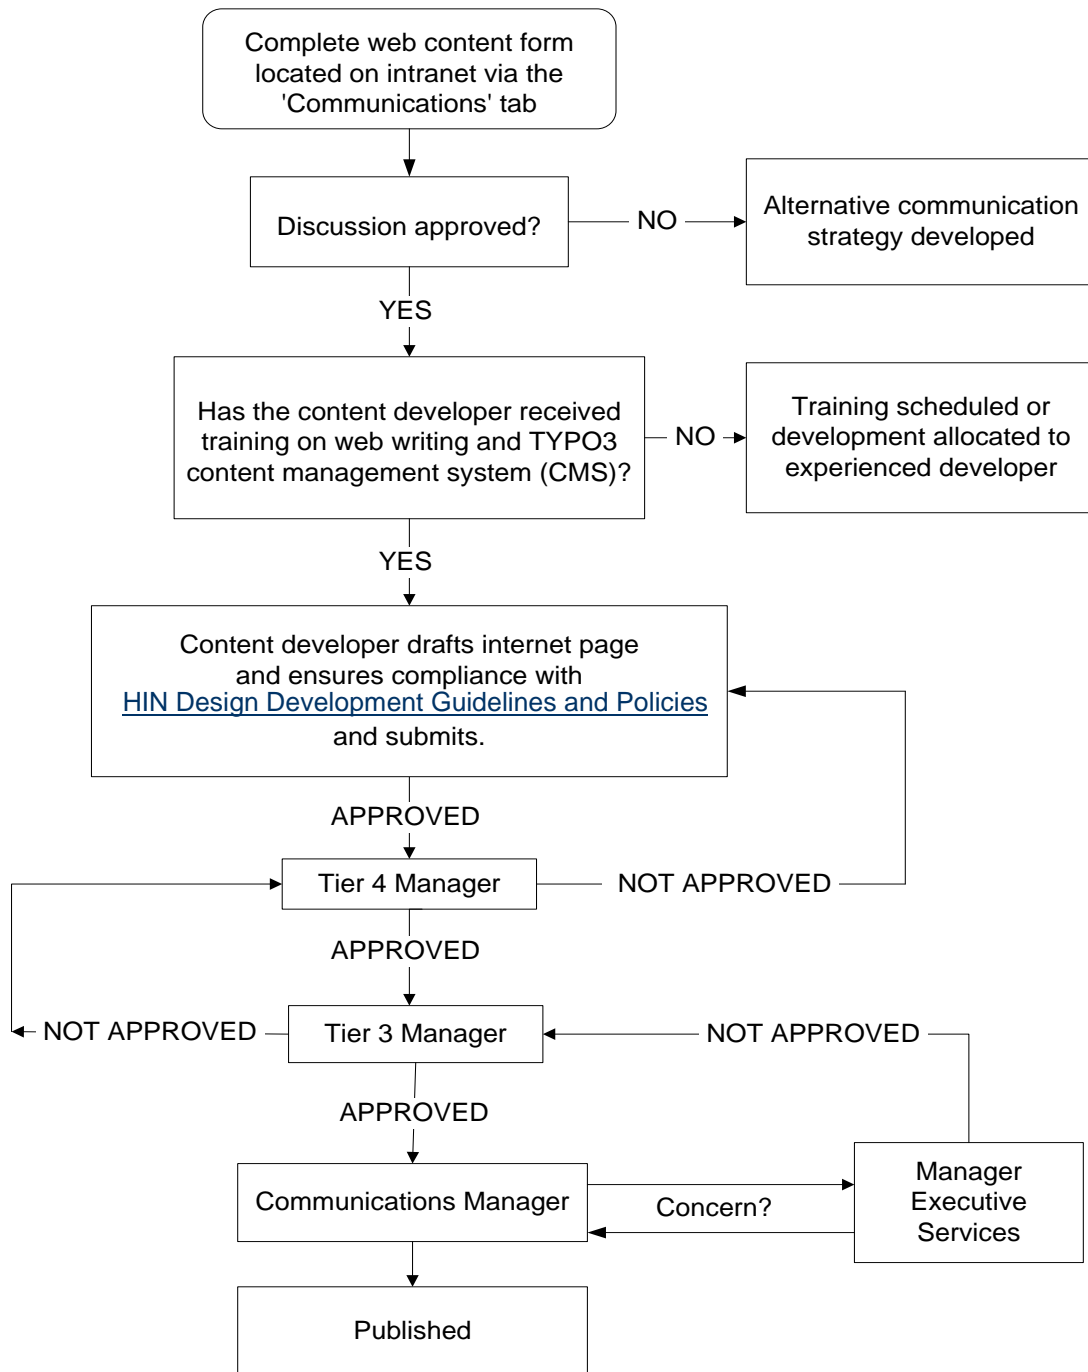 Complete web content form
located on intranet via the
'Communications' tab
Discussion approved?
NO
Alternative communication
strategy developed
YES
Has the content developer received
training on web writing and TYPO3
content management system (CMS)?
NO
Training scheduled or
development allocated to
experienced developer
YES
Content developer drafts internet page
and ensures compliance with
HIN Design Development Guidelines and Policies
and submits.
APPROVED
Tier 4 Manager
NOT APPROVED
APPROVED
NOT APPROVED
Tier 3 Manager
NOT APPROVED
APPROVED
Communications Manager
Concern?
Manager
Executive
Services
Published